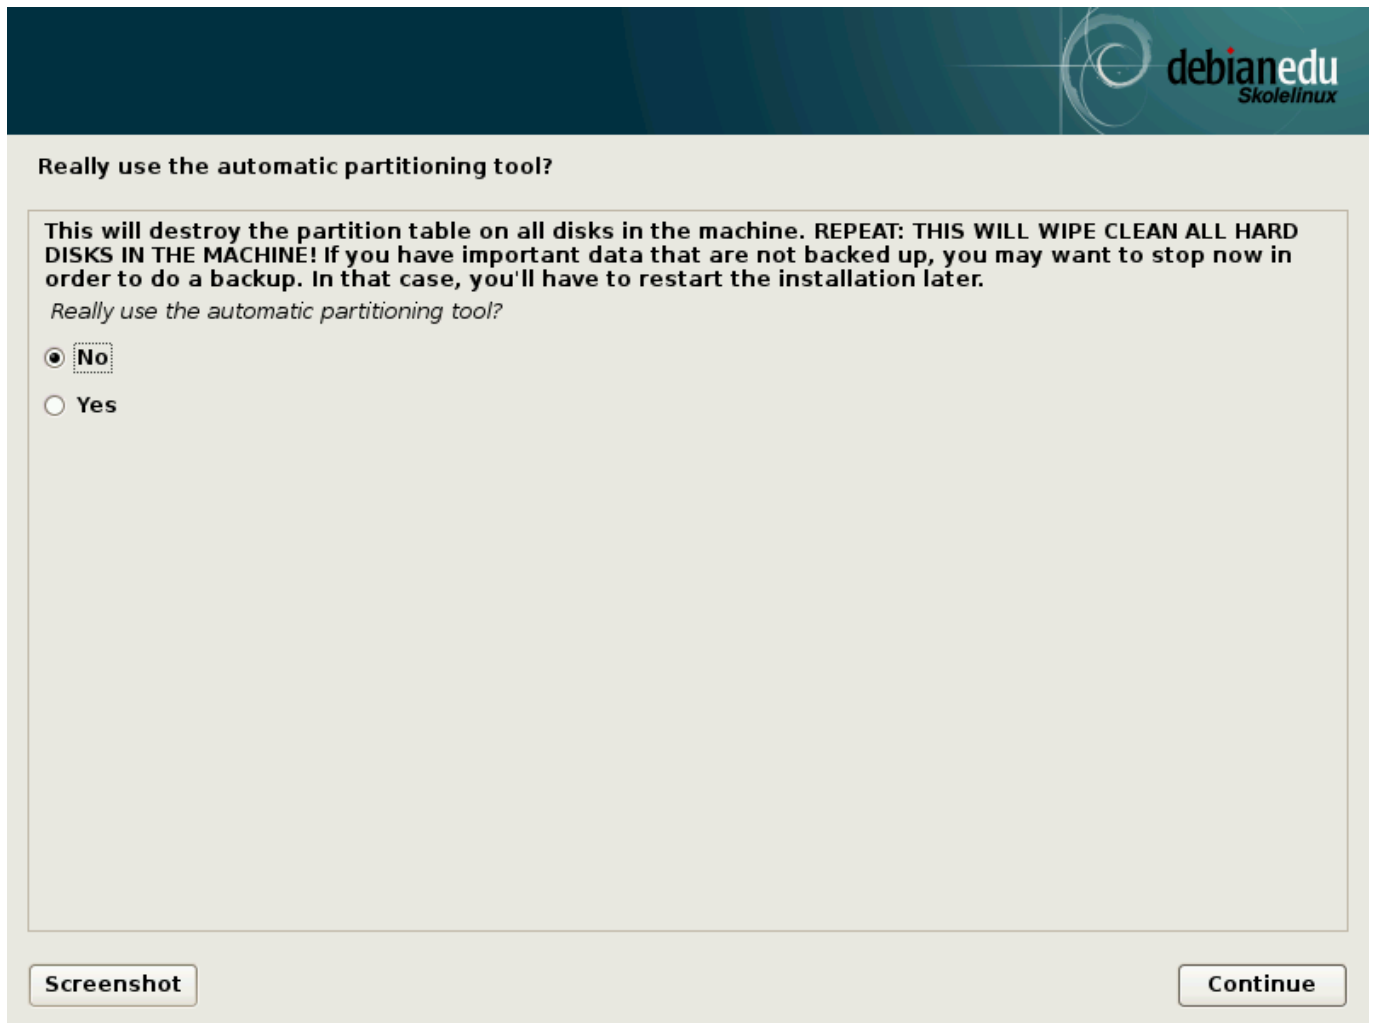 debianedu
Skolelinux
Really use the automatic partitioning tool?
This will destroy the partition table on all disks in the machine. REPEAT: THIS WILL WIPE CLEAN ALL HARD
DISKS IN THE MACHINE! If you have important data that are not backed up, you may want to stop now in
order to do a backup. In that case, you'll have to restart the installation later.
Really use the automatic partitioning tool?
No
Yes
Screenshot
Continue